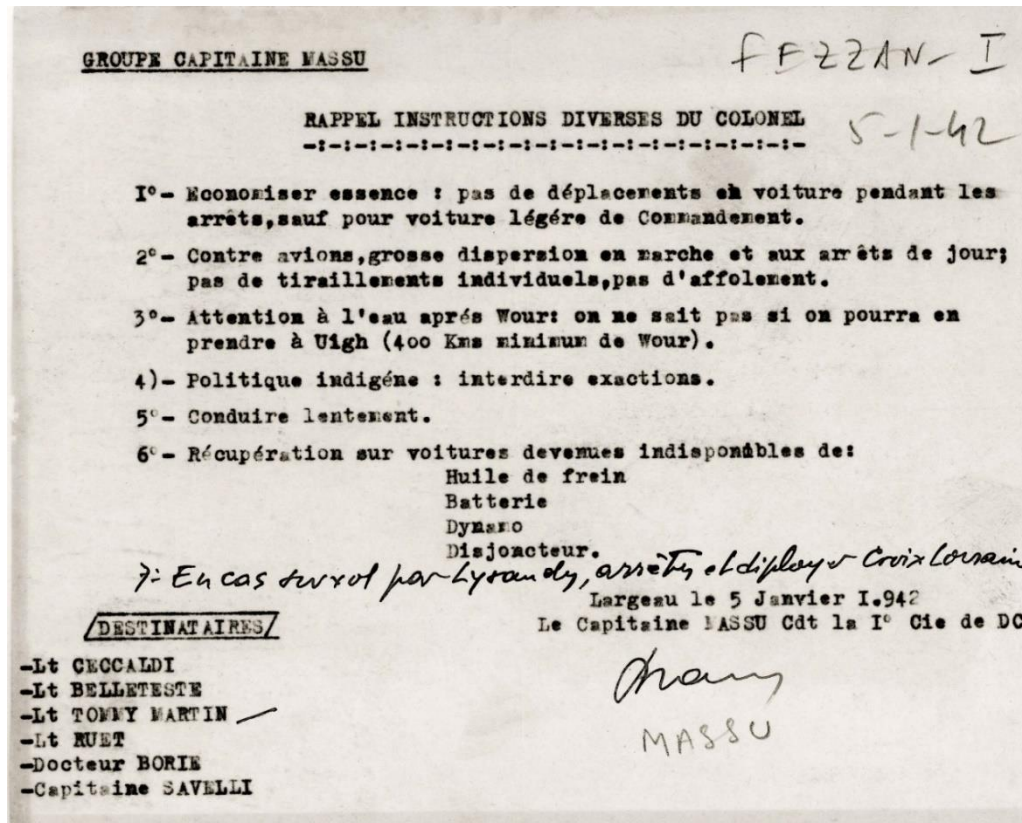 GROUPE CAPITAINE MASSU
FEZZAN- I
RAPPEL INSTRUCTIONS DIVERSES DU COLONEL
5-1-42
-:-:-:-:-:-:-:-:-:-:-:-:-:-:-:-:-:-:-
I°- Economiser essence : pas de déplacements en voiture pendant les
arrêts,sauf pour voiture légére de Commandement.
2°- Contre avions,grosse dispersion en marche et aux arrêts de jour;
pas de tiraillements individuels,pas d'affolement.
3°- Attention à l'eau aprés Wour: on ne sait pas si on pourra en
prendre à Uigh (400 Kms minimum de Wour).
4)- Politique indigéne : interdire exactions.
5°- Conduire lentement.
6°- Récupération sur voitures devenues indisponibles de:
Huile de frein
Batterie
Dynamo
Disjoncteur.
7: En cas survol par Lysander, arrêter et déployer Croix Lorraine
Largeau le 5 Janvier I.942
Le Capitaine MASSU Cdt la I° Cie de DC
DESTINATAIRES
-Lt CECCALDI
-Lt BELLETESTE
-Lt TOMMY MARTIN
-Lt RUET
-Docteur BORIE
-Capitaine SAVELLI
MASSU